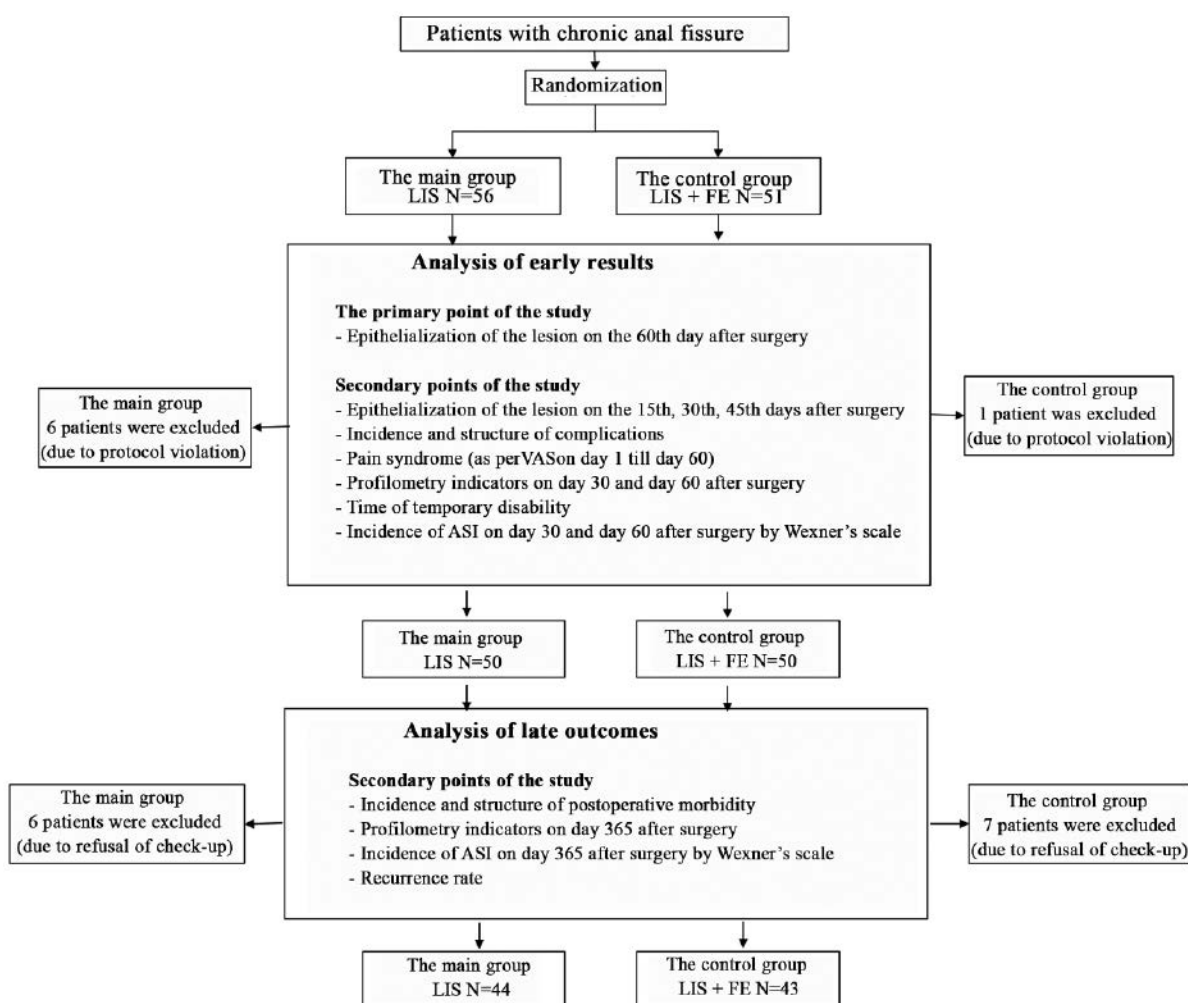 Patients with chronic anal fissure
Randomization
The main group
LIS N=56
The control group
LIS + FE N=51
Analysis of early results
The primary point of the study
- Epithelialization of the lesion on the 60th day after surgery
Secondary points of the study
- Epithelialization of the lesion on the 15th, 30th, 45th days after surgery
- Incidence and structure of complications
- Pain syndrome (as perVASon day 1 till day 60)
- Profilometry indicators on day 30 and day 60 after surgery
- Time of temporary disability
- Incidence of ASI on day 30 and day 60 after surgery by Wexner's scale
The main group
6 patients were excluded
(due to protocol violation)
The control group
1 patient was excluded
(due to protocol violation)
The main group
LIS N=50
The control group
LIS + FE N=50
Analysis of late outcomes
Secondary points of the study
- Incidence and structure of postoperative morbidity
- Profilometry indicators on day 365 after surgery
- Incidence of ASI on day 365 after surgery by Wexner's scale
- Recurrence rate
The main group
6 patients were excluded
(due to refusal of check-up)
The control group
7 patients were excluded
(due to refusal of check-up)
The main group
LIS N=44
The control group
LIS + FE N=43